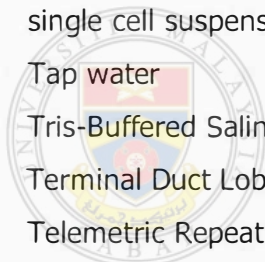 single cell suspens
Tap water
Tris-Buffered Salin
Terminal Duct Lob
Telemetric Repeat